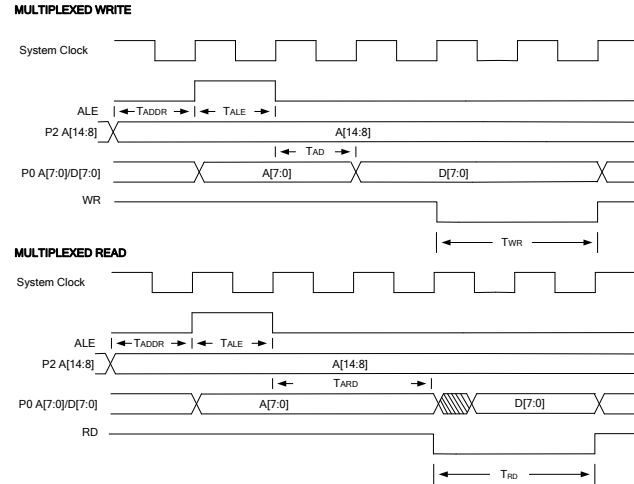 MULTIPLEXED WRITE
System Clock
ALE
TADDR
TALE
P2 A[14:8]
A[14:8]
TAD
P0 A[7:0]/D[7:0]
A[7:0]
D[7:0]
WR
TWR
MULTIPLEXED READ
System Clock
ALE
TADDR
TALE
P2 A[14:8]
A[14:8]
TARD
P0 A[7:0]/D[7:0]
A[7:0]
D[7:0]
RD
TRD